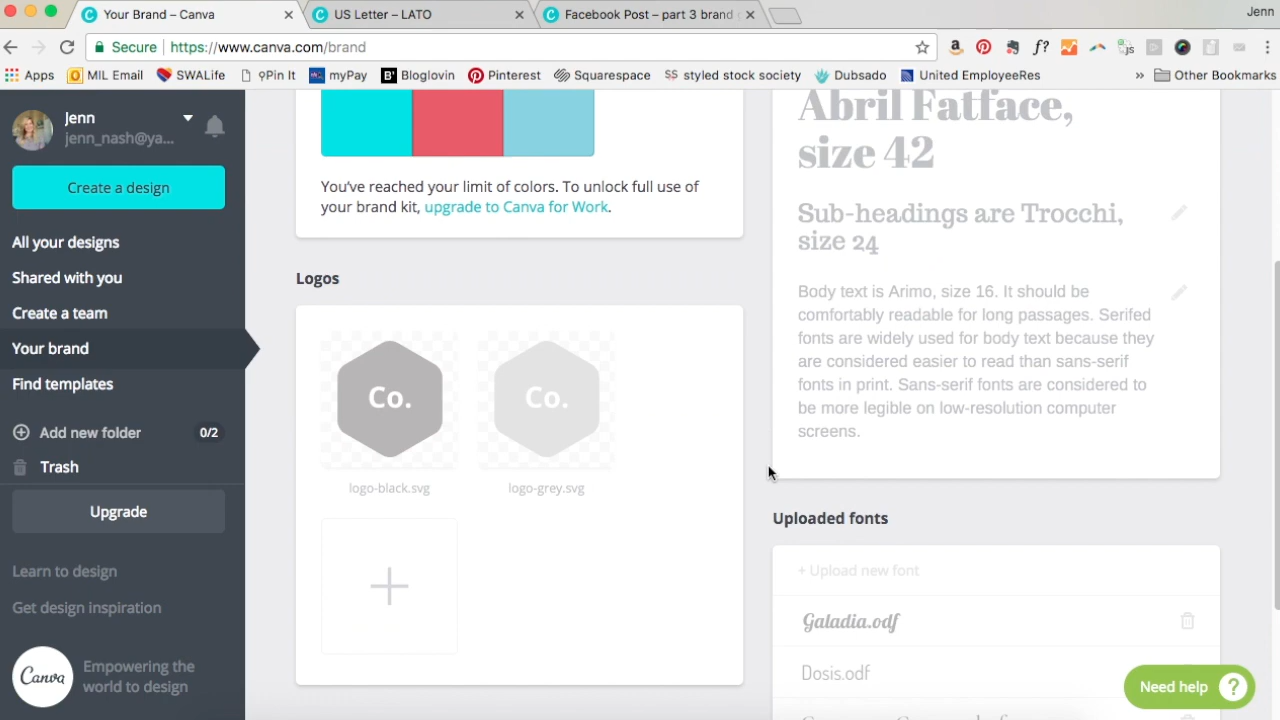 Your Brand – Canva
US Letter – LATO
Facebook Post – part 3 brand
Jenn
Secure
https://www.canva.com/brand
Apps
MIL Email
SWALife
Pin It
myPay
Bloglovin
Pinterest
Squarespace
SS styled stock society
Dubsado
United EmployeeRes
»
Other Bookmarks
Jenn
jenn_nash@ya...
Create a design
All your designs
Shared with you
Create a team
Your brand
Find templates
Add new folder
0/2
Trash
Upgrade
Learn to design
Get design inspiration
Canva
Empowering the
world to design
You've reached your limit of colors. To unlock full use of
your brand kit, upgrade to Canva for Work.
Logos
Co.
Co.
logo-black.svg
logo-grey.svg
Abril Fatface,
size 42
Sub-headings are Trocchi,
size 24
Body text is Arimo, size 16. It should be
comfortably readable for long passages. Serifed
fonts are widely used for body text because they
are considered easier to read than sans-serif
fonts in print. Sans-serif fonts are considered to
be more legible on low-resolution computer
screens.
Uploaded fonts
+ Upload new font
Galadia.odf
Dosis.odf
Need help ?